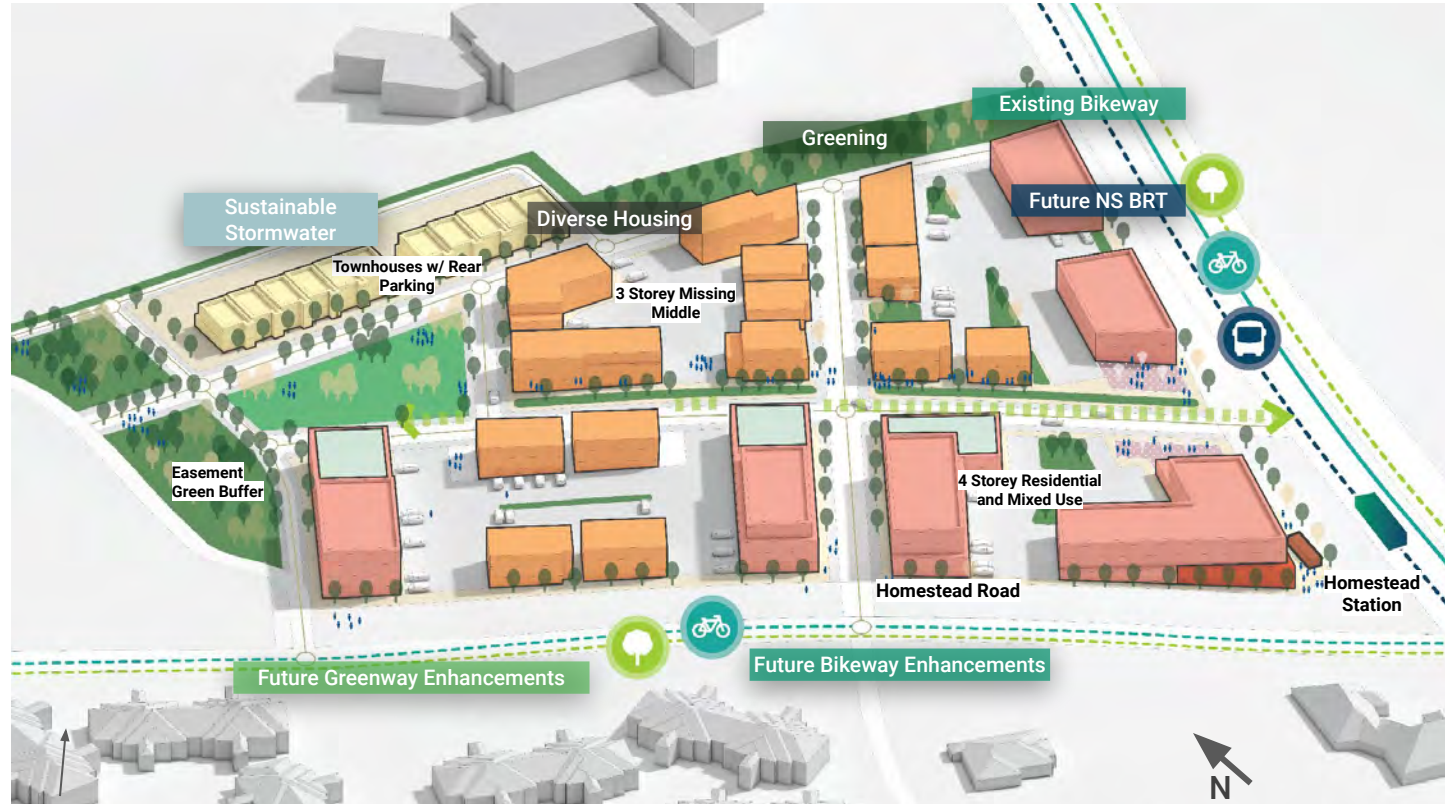 Existing Bikeway
Greening
Sustainable
Stormwater
Diverse Housing
Future NS BRT
Townhouses w/ Rear
Parking
3 Storey Missing
Middle
Easement
Green Buffer
4 Storey Residential
and Mixed Use
Homestead Road
Homestead
Station
Future Greenway Enhancements
Future Bikeway Enhancements
N